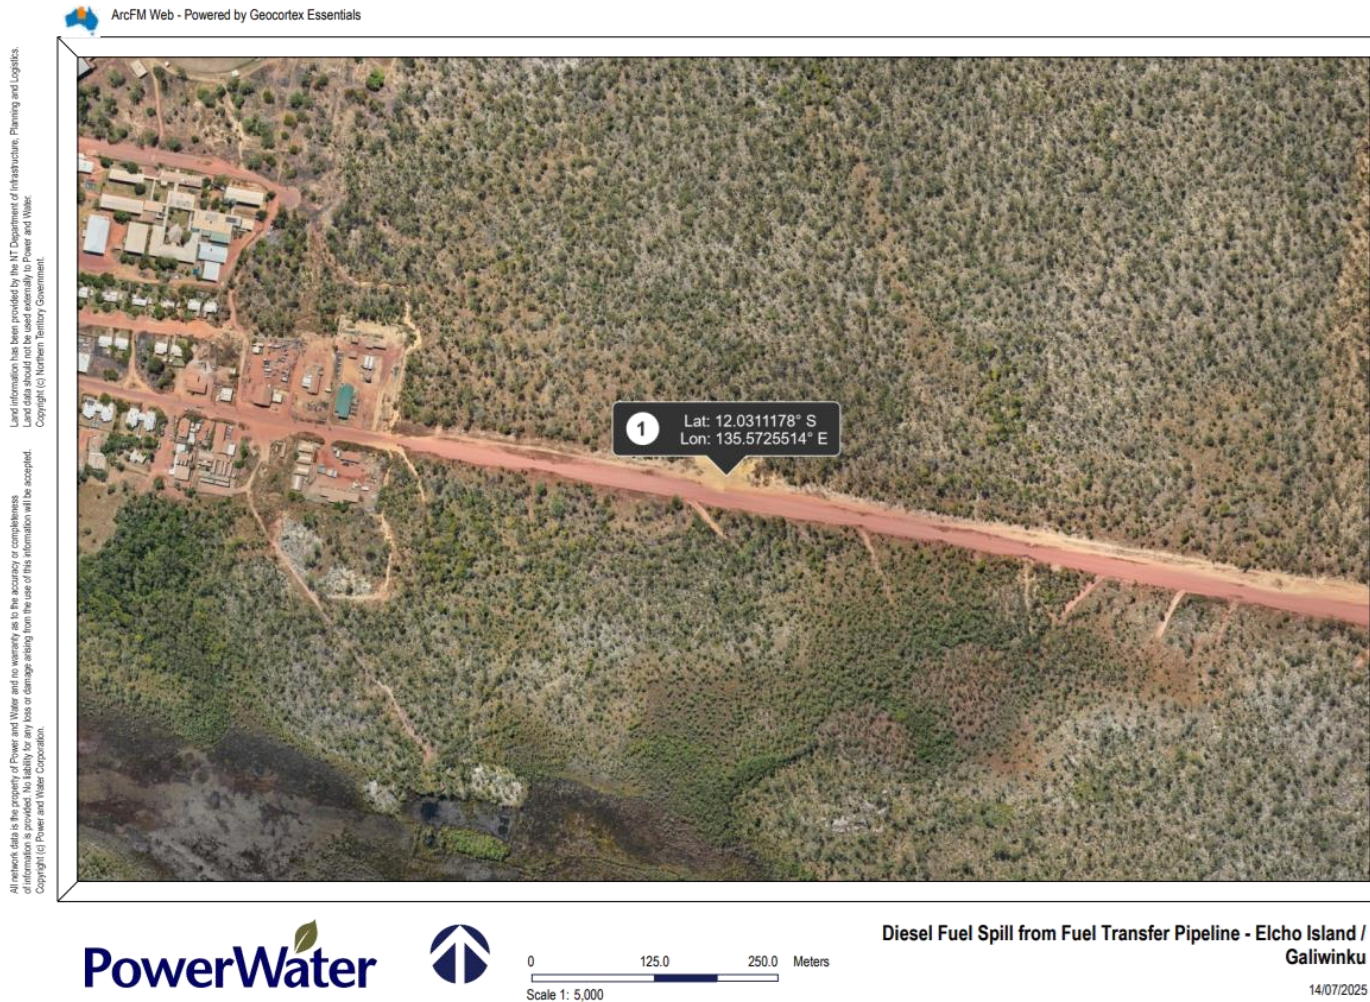 ArcFM Web - Powered by Geocortex Essentials
Land information has been provided by the NT Department of Infrastructure, Planning and Logistics.
Land data should not be used externally to Power and Water.
Copyright (c) Northern Territory Government.
All network data is the property of Power and Water and no warranty as to the accuracy or completeness
of information is provided. No liability for any loss or damage arising from the use of this information will be accepted.
Copyright (c) Power and Water Corporation.
1
Lat: 12.0311178° S
Lon: 135.5725514° E
PowerWater
0 125.0 250.0 Meters
Scale 1: 5,000
Diesel Fuel Spill from Fuel Transfer Pipeline - Elcho Island /
Galiwinku
14/07/2025